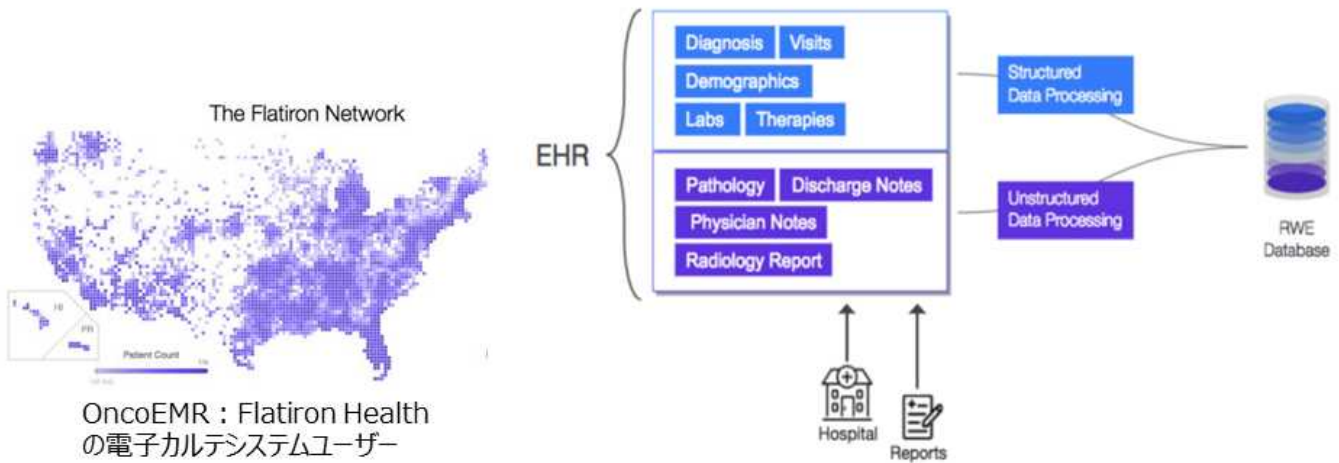 The Flatiron Network
HI
PR
Patient Count
OncoEMR：Flatiron Health
の電子カルテシステムユーザー
EHR
Diagnosis
Visits
Demographics
Labs
Therapies
Pathology
Discharge Notes
Physician Notes
Radiology Report
Structured
Data Processing
Unstructured
Data Processing
RWE
Database
Hospital
Reports